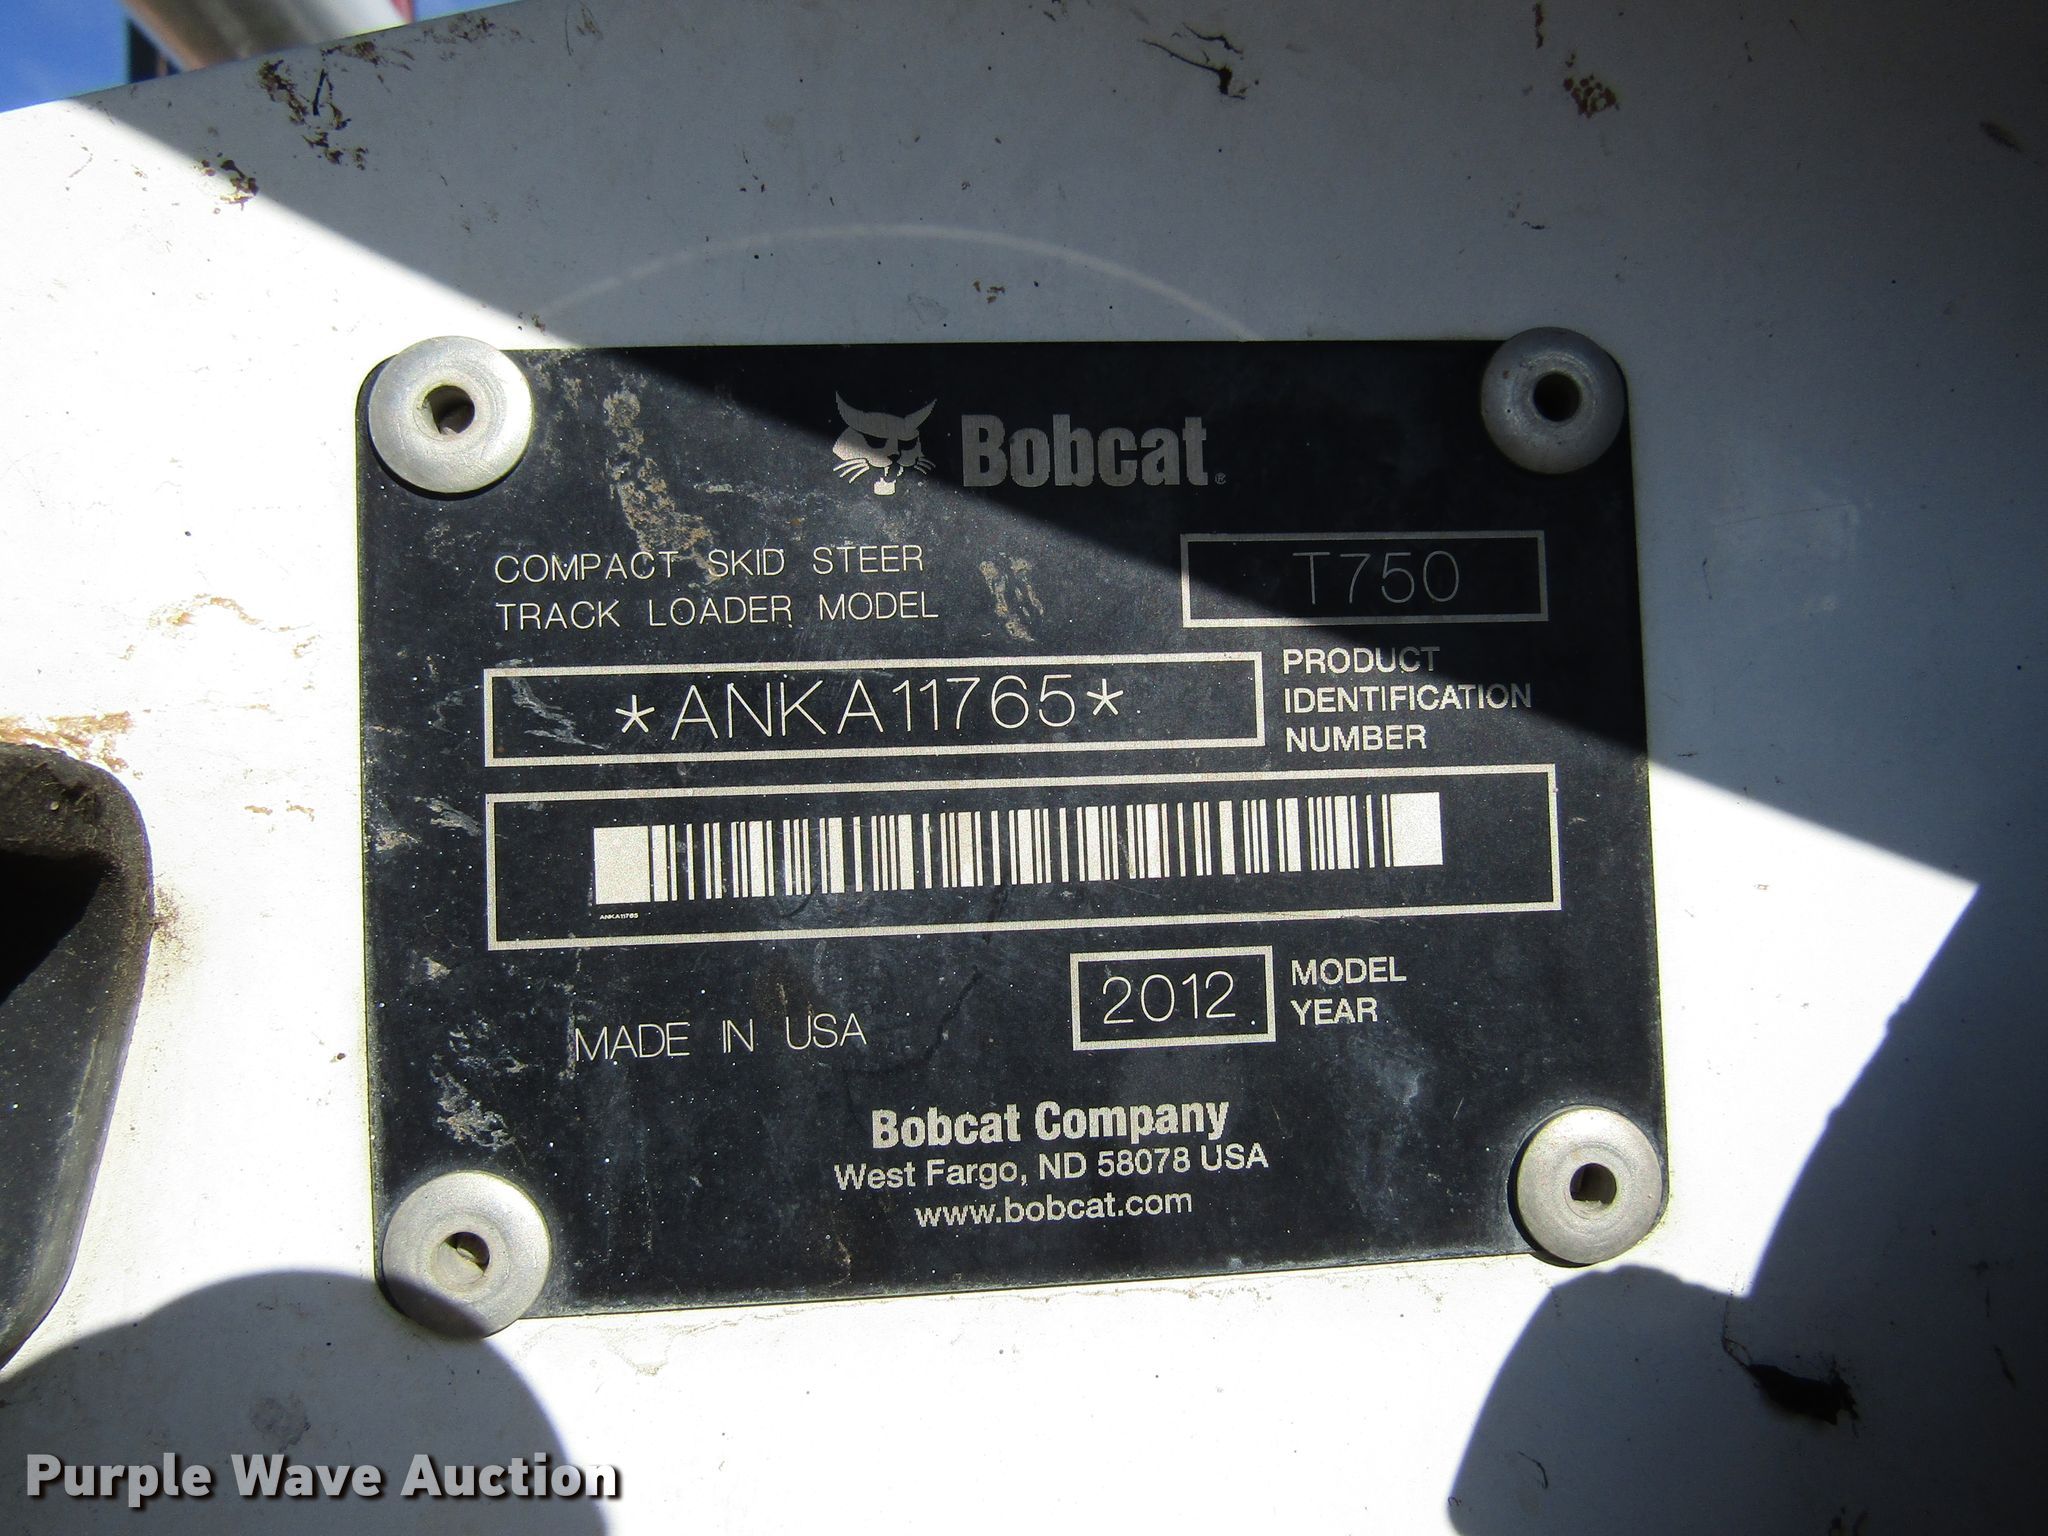 Bobcat®
COMPACT SKID STEER
TRACK LOADER MODEL
T750
*ANKA11765*
PRODUCT
IDENTIFICATION
NUMBER
ANKA11765
2012
MODEL
YEAR
MADE IN USA
Bobcat Company
West Fargo, ND 58078 USA
www.bobcat.com
Purple Wave Auction